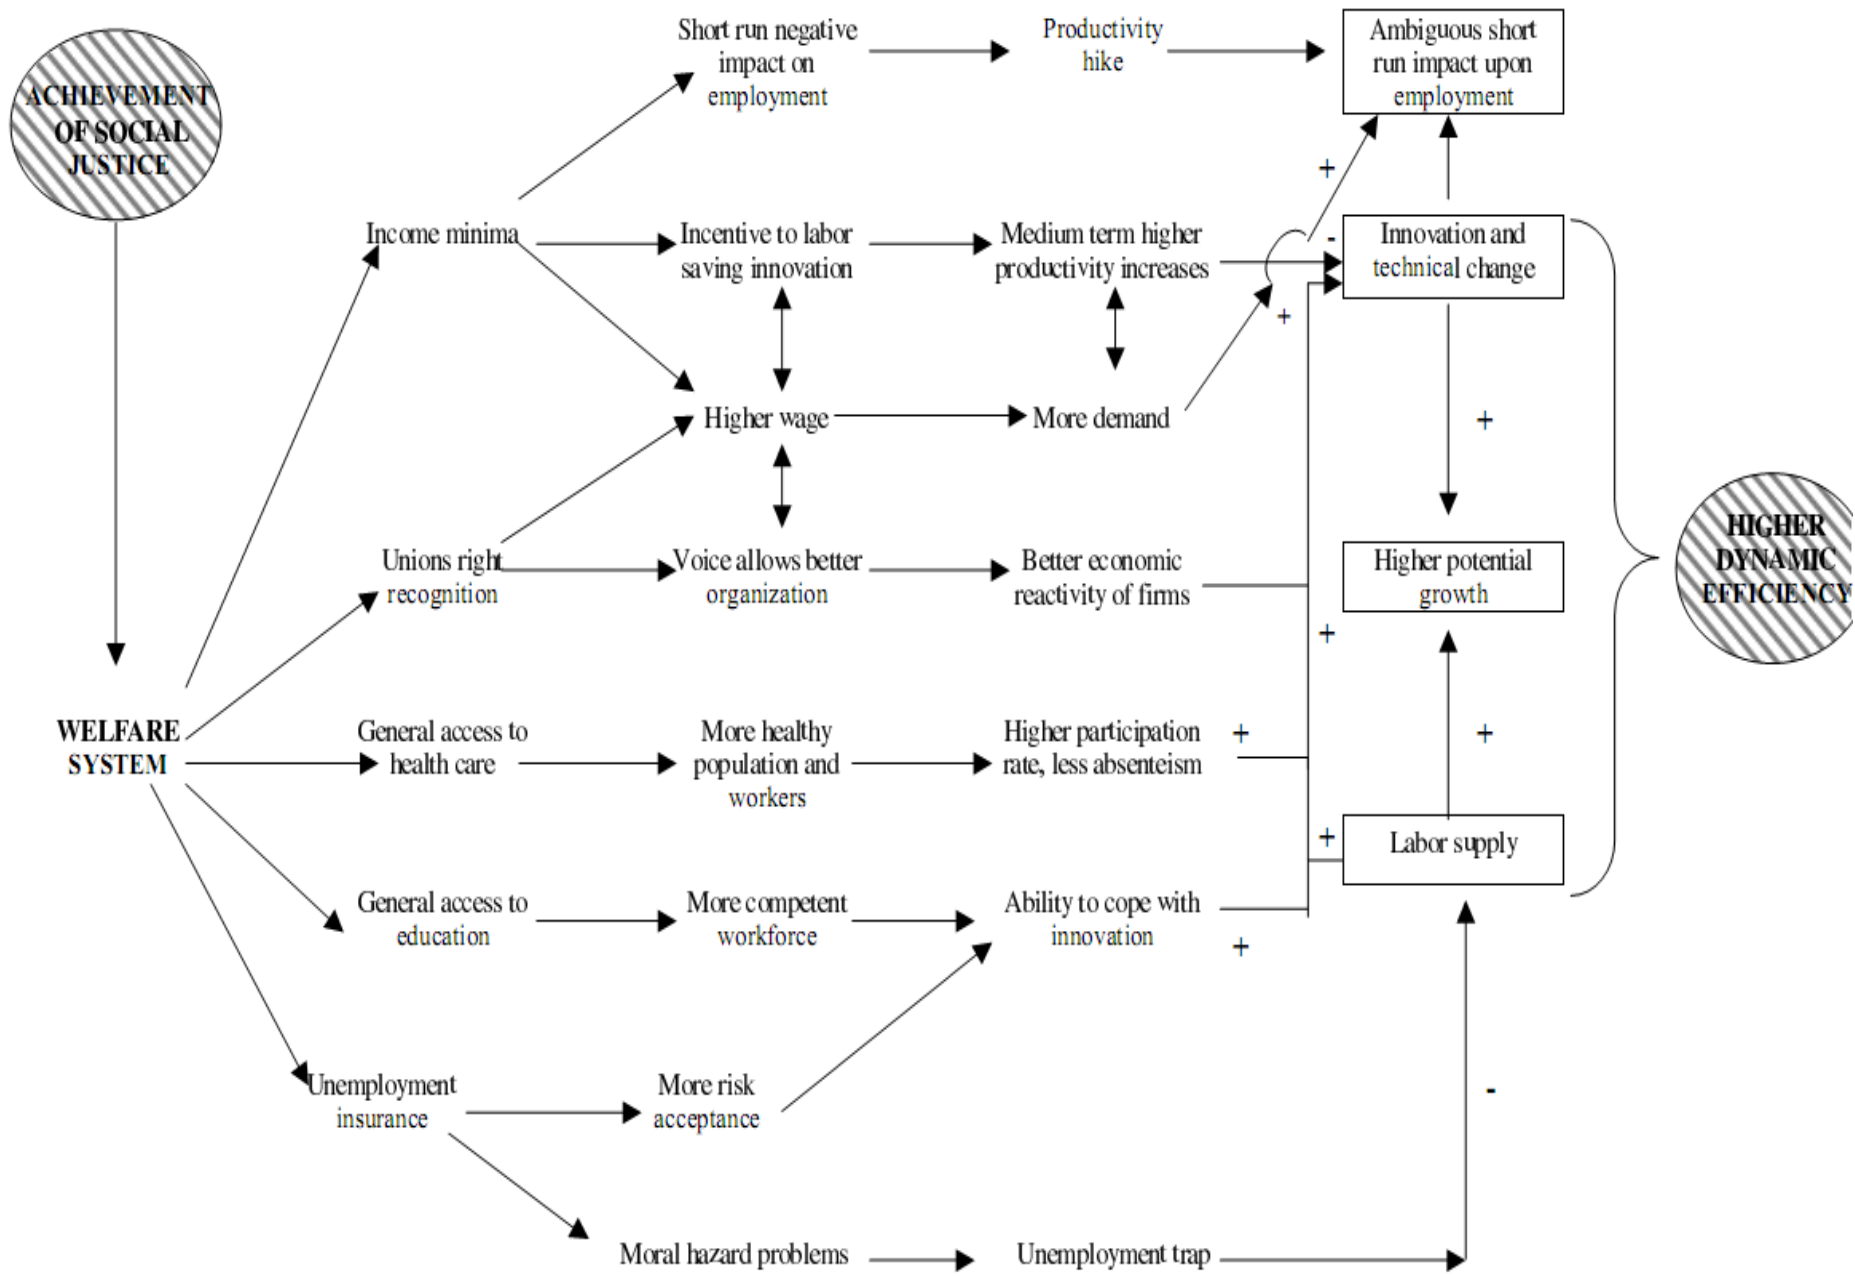 ACHIEVEMENT
OF SOCIAL
JUSTICE
Short run negative
impact on
employment
Productivity
hike
Ambiguous short
run impact upon
employment
+
Income minima
Incentive to labor
saving innovation
Medium term higher
productivity increases
-
Innovation and
technical change
+
Higher wage
More demand
+
HIGHER
DYNAMIC
EFFICIENCY
Unions right
recognition
Voice allows better
organization
Better economic
reactivity of firms
Higher potential
growth
+
WELFARE
SYSTEM
General access to
health care
More healthy
population and
workers
Higher participation
rate, less absenteism
+
+
+
Labor supply
General access to
education
More competent
workforce
Ability to cope with
innovation
+
Unemployment
insurance
More risk
acceptance
-
Moral hazard problems
Unemployment trap